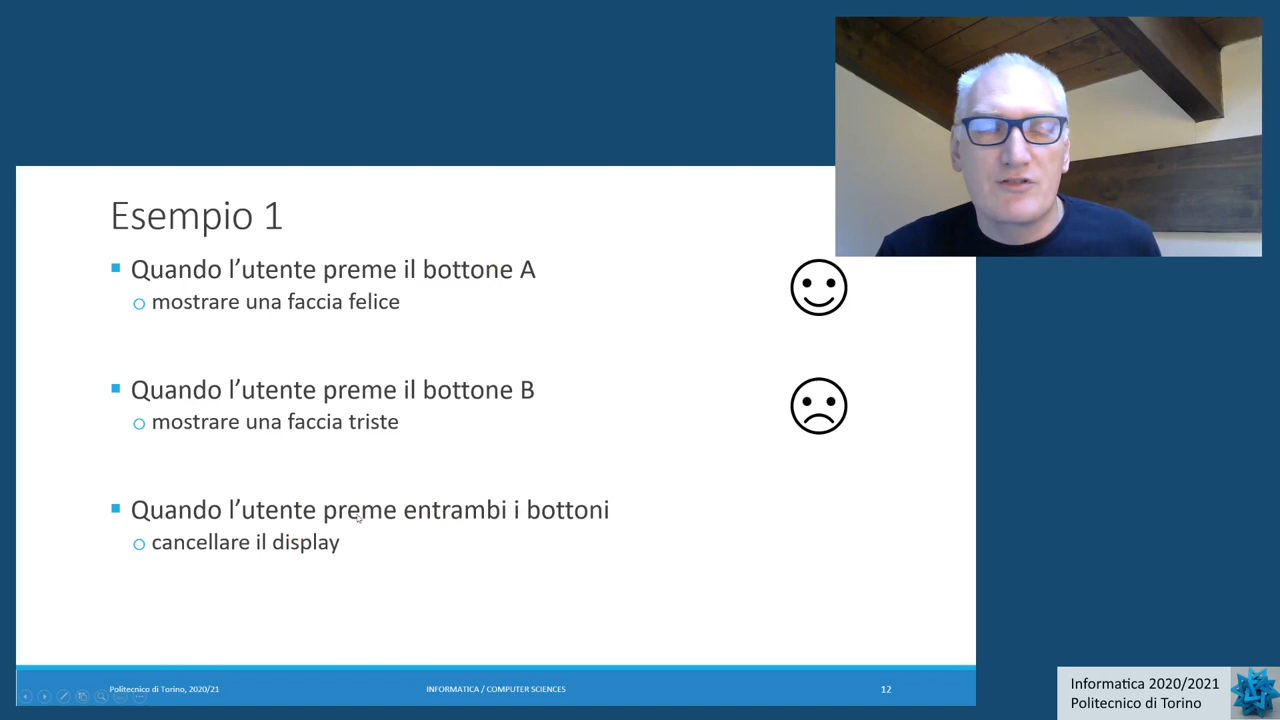 Esempio 1
Quando l’utente preme il bottone A
mostrare una faccia felice
Quando l’utente preme il bottone B
mostrare una faccia triste
Quando l’utente preme entrambi i bottoni
cancellare il display
Politecnico di Torino, 2020/21
INFORMATICA / COMPUTER SCIENCES
12
Informatica 2020/2021
Politecnico di Torino